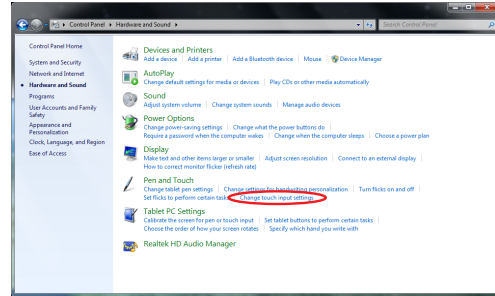 Control Panel ▸ Hardware and Sound ▸
Search Control Panel
Control Panel Home
System and Security
Network and Internet
Hardware and Sound
Programs
User Accounts and Family
Safety
Appearance and
Personalization
Clock, Language, and Region
Ease of Access
Devices and Printers
Add a device | Add a printer | Add a Bluetooth device | Mouse | Device Manager
AutoPlay
Change default settings for media or devices | Play CDs or other media automatically
Sound
Adjust system volume | Change system sounds | Manage audio devices
Power Options
Change power-saving settings | Change what the power buttons do |
Require a password when the computer wakes | Change when the computer sleeps | Choose a power plan
Display
Make text and other items larger or smaller | Adjust screen resolution | Connect to an external display |
How to correct monitor flicker (refresh rate)
Pen and Touch
Change tablet pen settings | Change settings for handwriting personalization | Turn flicks on and off |
Set flicks to perform certain tasks | Change touch input settings
Tablet PC Settings
Calibrate the screen for pen or touch input | Set tablet buttons to perform certain tasks |
Choose the order of how your screen rotates | Specify which hand you write with
Realtek HD Audio Manager